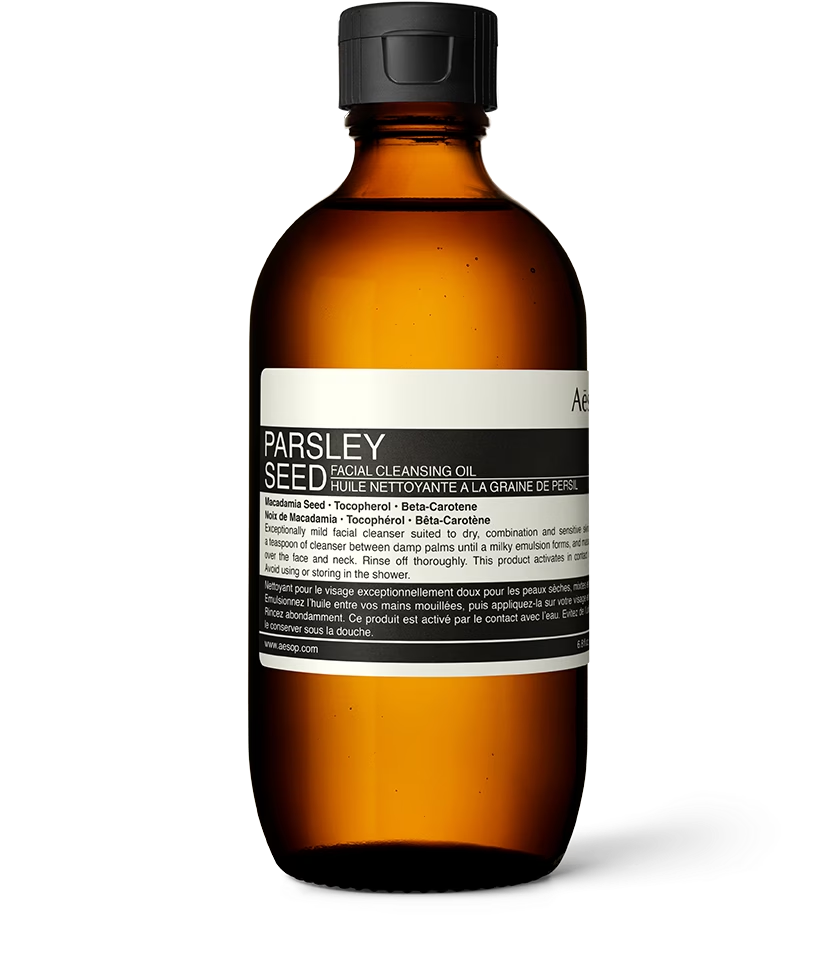 Aēs
PARSLEY
SEED FACIAL CLEANSING OIL
HUILE NETTOYANTE A LA GRAINE DE PERSIL
Macadamia Seed · Tocopherol · Beta-Carotene
Noix de Macadamia · Tocophérol · Bêta-Carotène
Exceptionally mild facial cleanser suited to dry, combination and sensitive
a teaspoon of cleanser between damp palms until a milky emulsion forms, and
over the face and neck. Rinse off thoroughly. This product activates in contact
Avoid using or storing in the shower.
Nettoyant pour le visage exceptionnellement doux pour les peaux sèches, mixtes
Emulsionnez l'huile entre vos mains mouillées, puis appliquez-la sur votre visage
Rincez abondamment. Ce produit est activé par le contact avec l'eau. Evitez de
le conserver sous la douche.
www.aesop.com